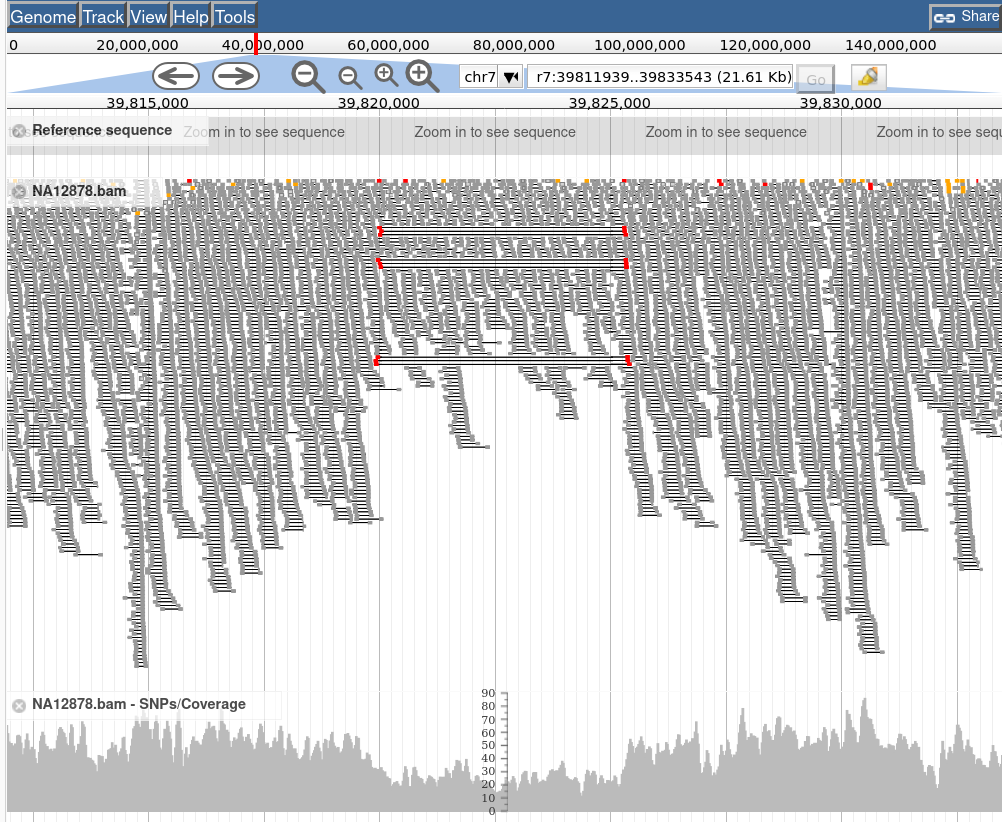 Genome Track View Help Tools Share
0 20,000,000 40,000,000 60,000,000 80,000,000 100,000,000 120,000,000 140,000,000
chr7 r7:39811939..39833543 (21.61 Kb) Go
39,815,000 39,820,000 39,825,000 39,830,000
Reference sequence Zoom in to see sequence Zoom in to see sequence Zoom in to see sequence Zoom in to see sequ
NA12878.bam
NA12878.bam - SNPs/Coverage
90
80
70
60
50
40
30
20
10
0